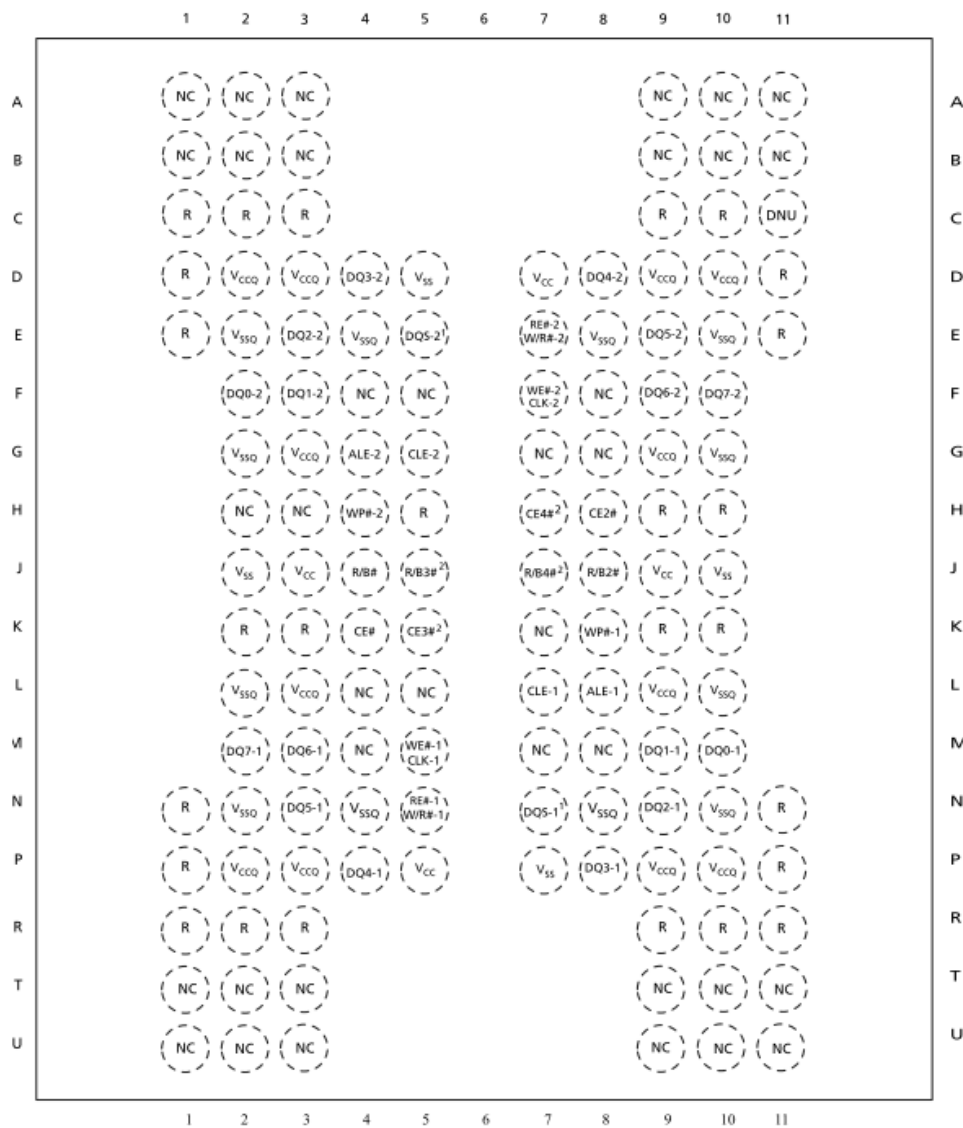 1 2 3 4 5 6 7 8 9 10 11
A NC NC NC NC NC NC A
B NC NC NC NC NC NC B
C R R R R R DNU C
D R VCCQ VCCQ DQ3-2 VSS VCC DQ4-2 VCCQ VCCQ R D
E R VSSQ DQ2-2 VSSQ DQS-2¹ RE#-2 W/R#-2 VSSQ DQ5-2 VSSQ R E
F DQ0-2 DQ1-2 NC NC WE#-2 CLK-2 NC DQ6-2 DQ7-2 F
G VSSQ VCCQ ALE-2 CLE-2 NC NC VCCQ VSSQ G
H NC NC WP#-2 R CE4#² CE2# R R H
J VSS VCC R/B# R/B3#² R/B4#² R/B2# VCC VSS J
K R R CE# CE3#² NC WP#-1 R R K
L VSSQ VCCQ NC NC CLE-1 ALE-1 VCCQ VSSQ L
M DQ7-1 DQ6-1 NC WE#-1 CLK-1 NC NC DQ1-1 DQ0-1 M
N R VSSQ DQ5-1 VSSQ RE#-1 W/R#-1 DQS-1¹ VSSQ DQ2-1 VSSQ R N
P R VCCQ VCCQ DQ4-1 VCC VSS DQ3-1 VCCQ VCCQ R P
R R R R R R R R
T NC NC NC NC NC NC T
U NC NC NC NC NC NC U
1 2 3 4 5 6 7 8 9 10 11